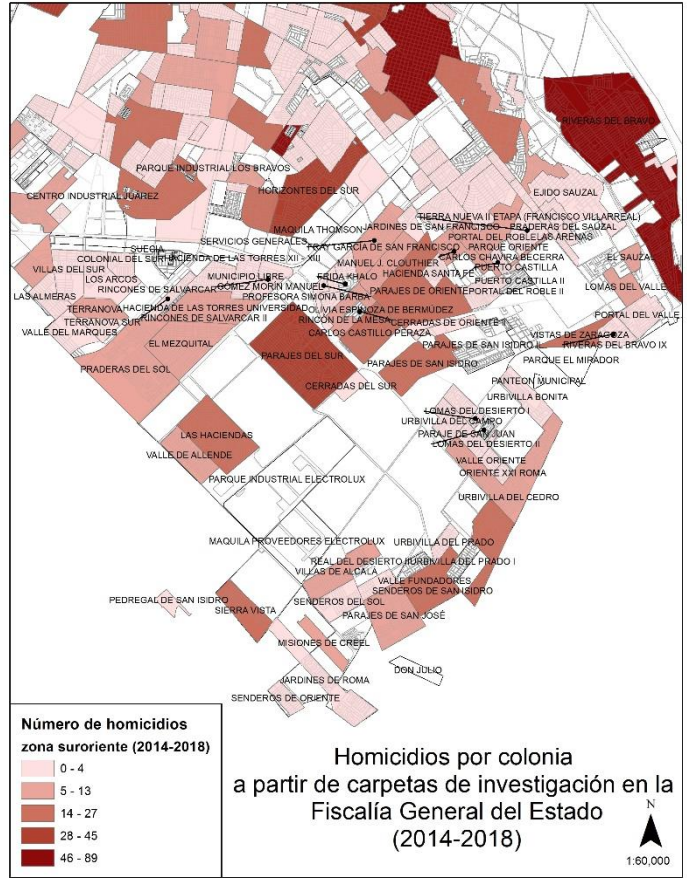 RIVERAS DEL BRAVO
PARQUE INDUSTRIAL LOS BRAVOS
HORIZONTES DEL SUR
CENTRO INDUSTRIAL JUÁREZ
EJIDO SAUZAL
TIERRA NUEVA II ETAPA (FRANCISCO VILLARREAL)
MAQUILA THOMSON
JARDINES DE SAN FRANCISCO
PRADERAS DEL SAUZAL
PORTAL DEL ROBLE
LAS ARENAS
SERVICIOS GENERALES
FRAY GARCÍA DE SAN FRANCISCO
PARQUE ORIENTE
SUEGIA
COLONIAL DEL SUR
HACIENDA DE LAS TORRES XII - XIII
MANUEL J. CLOUTHIER
CARLOS CHAVIRA BECERRA
EL SAUZAL
VILLAS DEL SUR
HACIENDA SANTA FÉ
PUERTO CASTILLA
LOS ARCOS
MUNICIPIO LIBRE
FRIDA KHALO
PUERTO CASTILLA II
LOMAS DEL VALLE
LAS ALMERAS
RINCONES DE SALVARCAR
GÓMEZ MORÍN MANUEL
PARAJES DE ORIENTE
PORTAL DEL ROBLE II
PROFESORA SIMONA BARBA
TERRANOVA
HACIENDA DE LAS TORRES UNIVERSIDAD
OLIVIA ESPINOZA DE BERMÚDEZ
PORTAL DEL VALLE
TERRANOVA SUR
RINCONES DE SALVARCAR II
RINCÓN DE LA MESA
CERRADAS DE ORIENTE I
VALLE DEL MARQUES
CARLOS CASTILLO PERAZA
VISTAS DE ZARAGOZA
EL MEZQUITAL
PARAJES DE SAN ISIDRO II
RIVERAS DEL BRAVO IX
PARAJES DEL SUR
PARAJES DE SAN ISIDRO
PARQUE EL MIRADOR
PRADERAS DEL SOL
PANTEON MUNICIPAL
CERRADAS DEL SUR
URBIVILLA BONITA
LOMAS DEL DESIERTO I
URBIVILLA DEL CAMPO
LAS HACIENDAS
PARAJE DE SAN JUAN
LOMAS DEL DESIERTO II
VALLE DE ALLENDE
VALLE ORIENTE
ORIENTE XXI ROMA
PARQUE INDUSTRIAL ELECTROLUX
URBIVILLA DEL CEDRO
MAQUILA PROVEEDORES ELECTROLUX
URBIVILLA DEL PRADO
REAL DEL DESIERTO II
URBIVILLA DEL PRADO I
VILLAS DE ALCALA
VALLE FUNDADORES
SENDEROS DE SAN ISIDRO
PEDREGAL DE SAN ISIDRO
SENDEROS DEL SOL
SIERRA VISTA
PARAJES DE SAN JOSÉ
MISIONES DE CREEL
DON JULIO
JARDINES DE ROMA
SENDEROS DE ORIENTE
Número de homicidios
zona suroriente (2014-2018)
0 - 4
5 - 13
14 - 27
28 - 45
46 - 89
Homicidios por colonia
a partir de carpetas de investigación en la
Fiscalía General del Estado
(2014-2018)
N
1:60,000